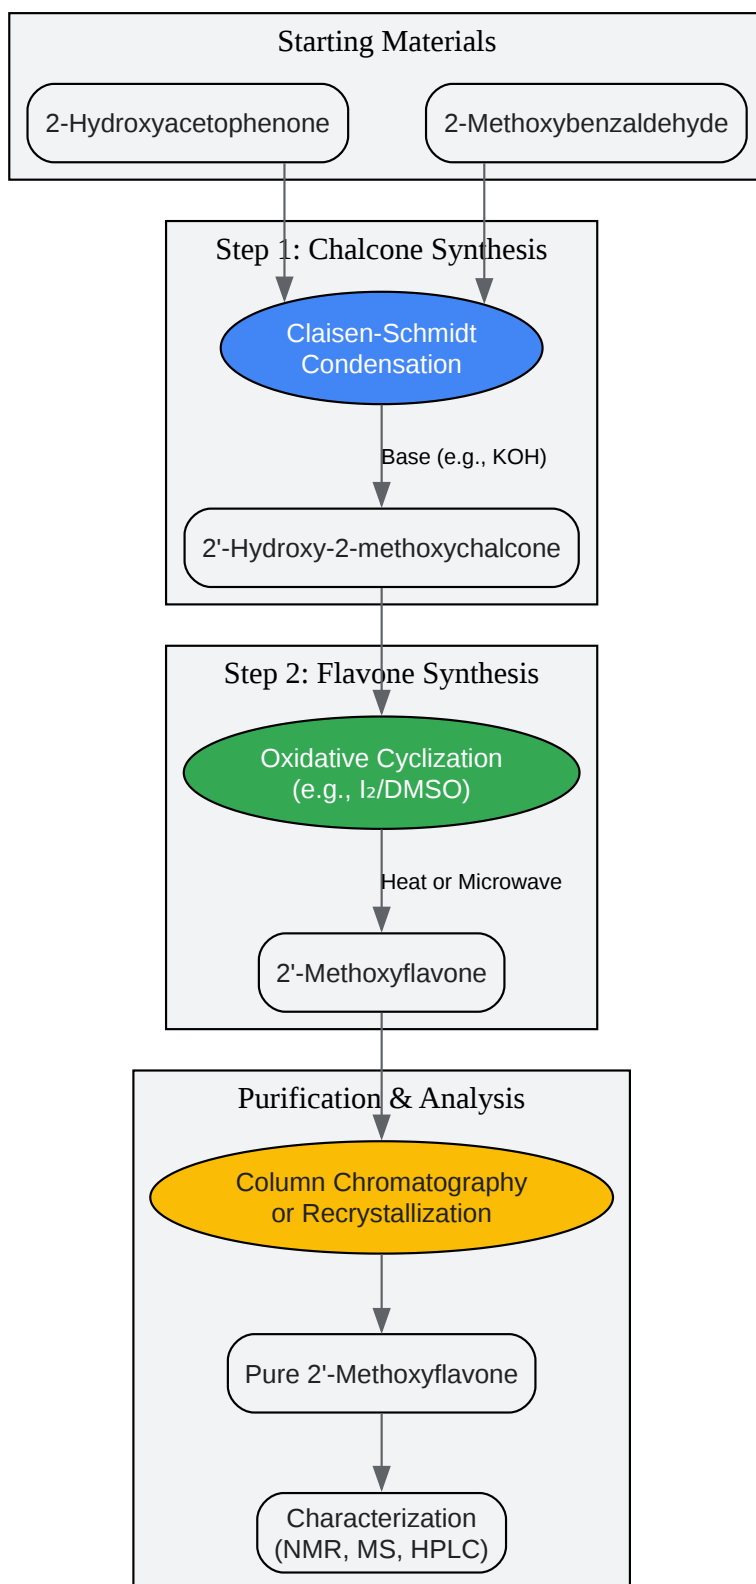 Starting Materials
2-Hydroxyacetophenone
2-Methoxybenzaldehyde
Step 1: Chalcone Synthesis
Claisen-Schmidt
Condensation
Base (e.g., KOH)
2'-Hydroxy-2-methoxychalcone
Step 2: Flavone Synthesis
Oxidative Cyclization
(e.g., I₂/DMSO)
Heat or Microwave
2'-Methoxyflavone
Purification & Analysis
Column Chromatography
or Recrystallization
Pure 2'-Methoxyflavone
Characterization
(NMR, MS, HPLC)